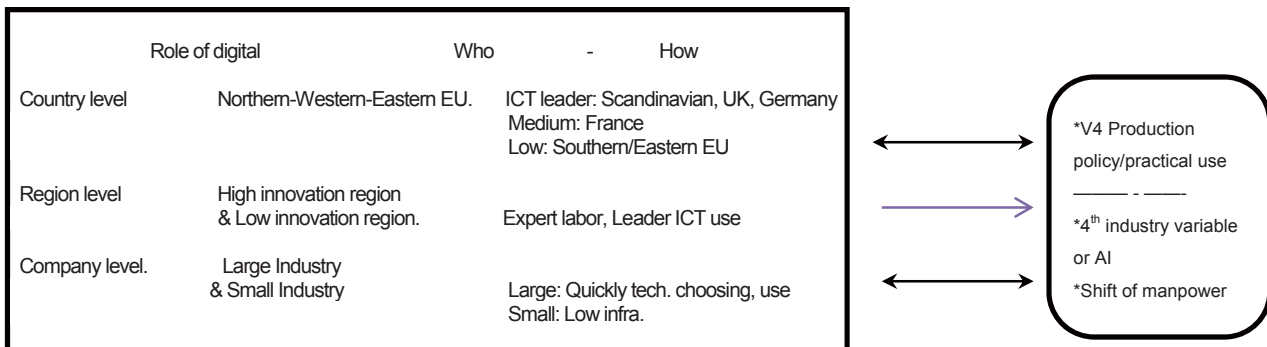 Role of digital Who - How
Country level Northern-Western-Eastern EU. ICT leader: Scandinavian, UK, Germany
Medium: France
Low: Southern/Eastern EU
Region level High innovation region
& Low innovation region. Expert labor, Leader ICT use
Company level. Large Industry
& Small Industry Large: Quickly tech. choosing, use
Small: Low infra.
*V4 Production
policy/practical use
——— - ——-
*4th industry variable
or AI
*Shift of manpower